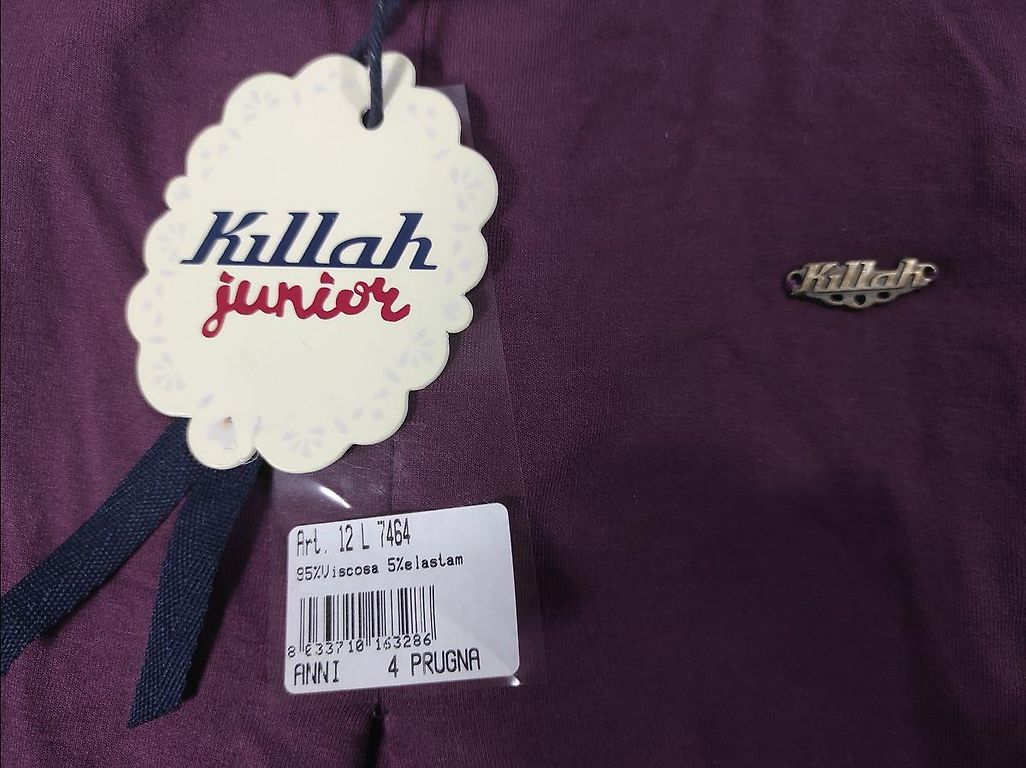 Killah
junior
Killah
Art. 12 L 7464
95%Viscosa 5%elastam
8 033710 163286
ANNI 4 PRUGNA